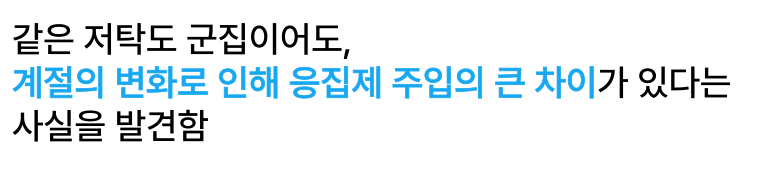 같은 저탁도 군집이어도,
계절의 변화로 인해 응집제 주입의 큰 차이가 있다는
사실을 발견함